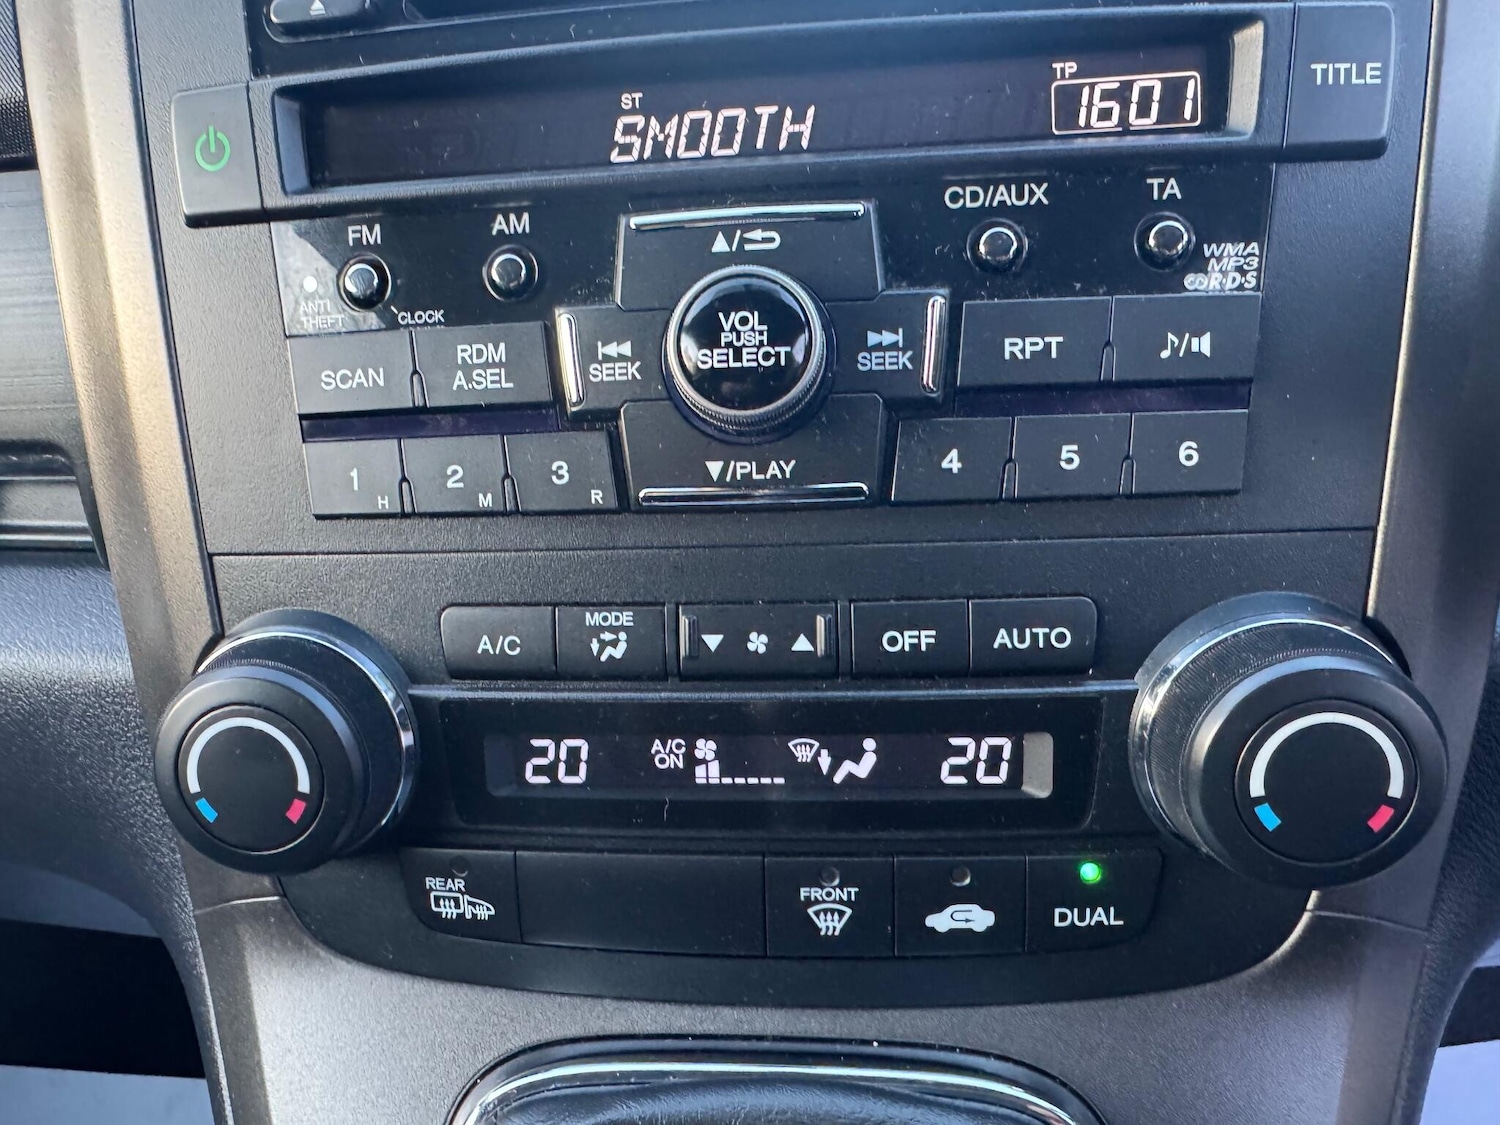 TITLE
ST
SMOOTH
TP
1601
FM
AM
CD/AUX
TA
ANTI
THEFT
CLOCK
WMA
MP3
R·D·S
SCAN
RDM
A.SEL
SEEK
▲/
VOL
PUSH
SELECT
SEEK
RPT
♪/
1 H
2 M
3 R
▼/PLAY
4
5
6
A/C
MODE
▼ ▲
OFF
AUTO
20
A/C
ON
20
REAR
FRONT
DUAL